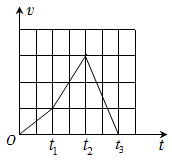 v
O t₁ t₂ t₃ t